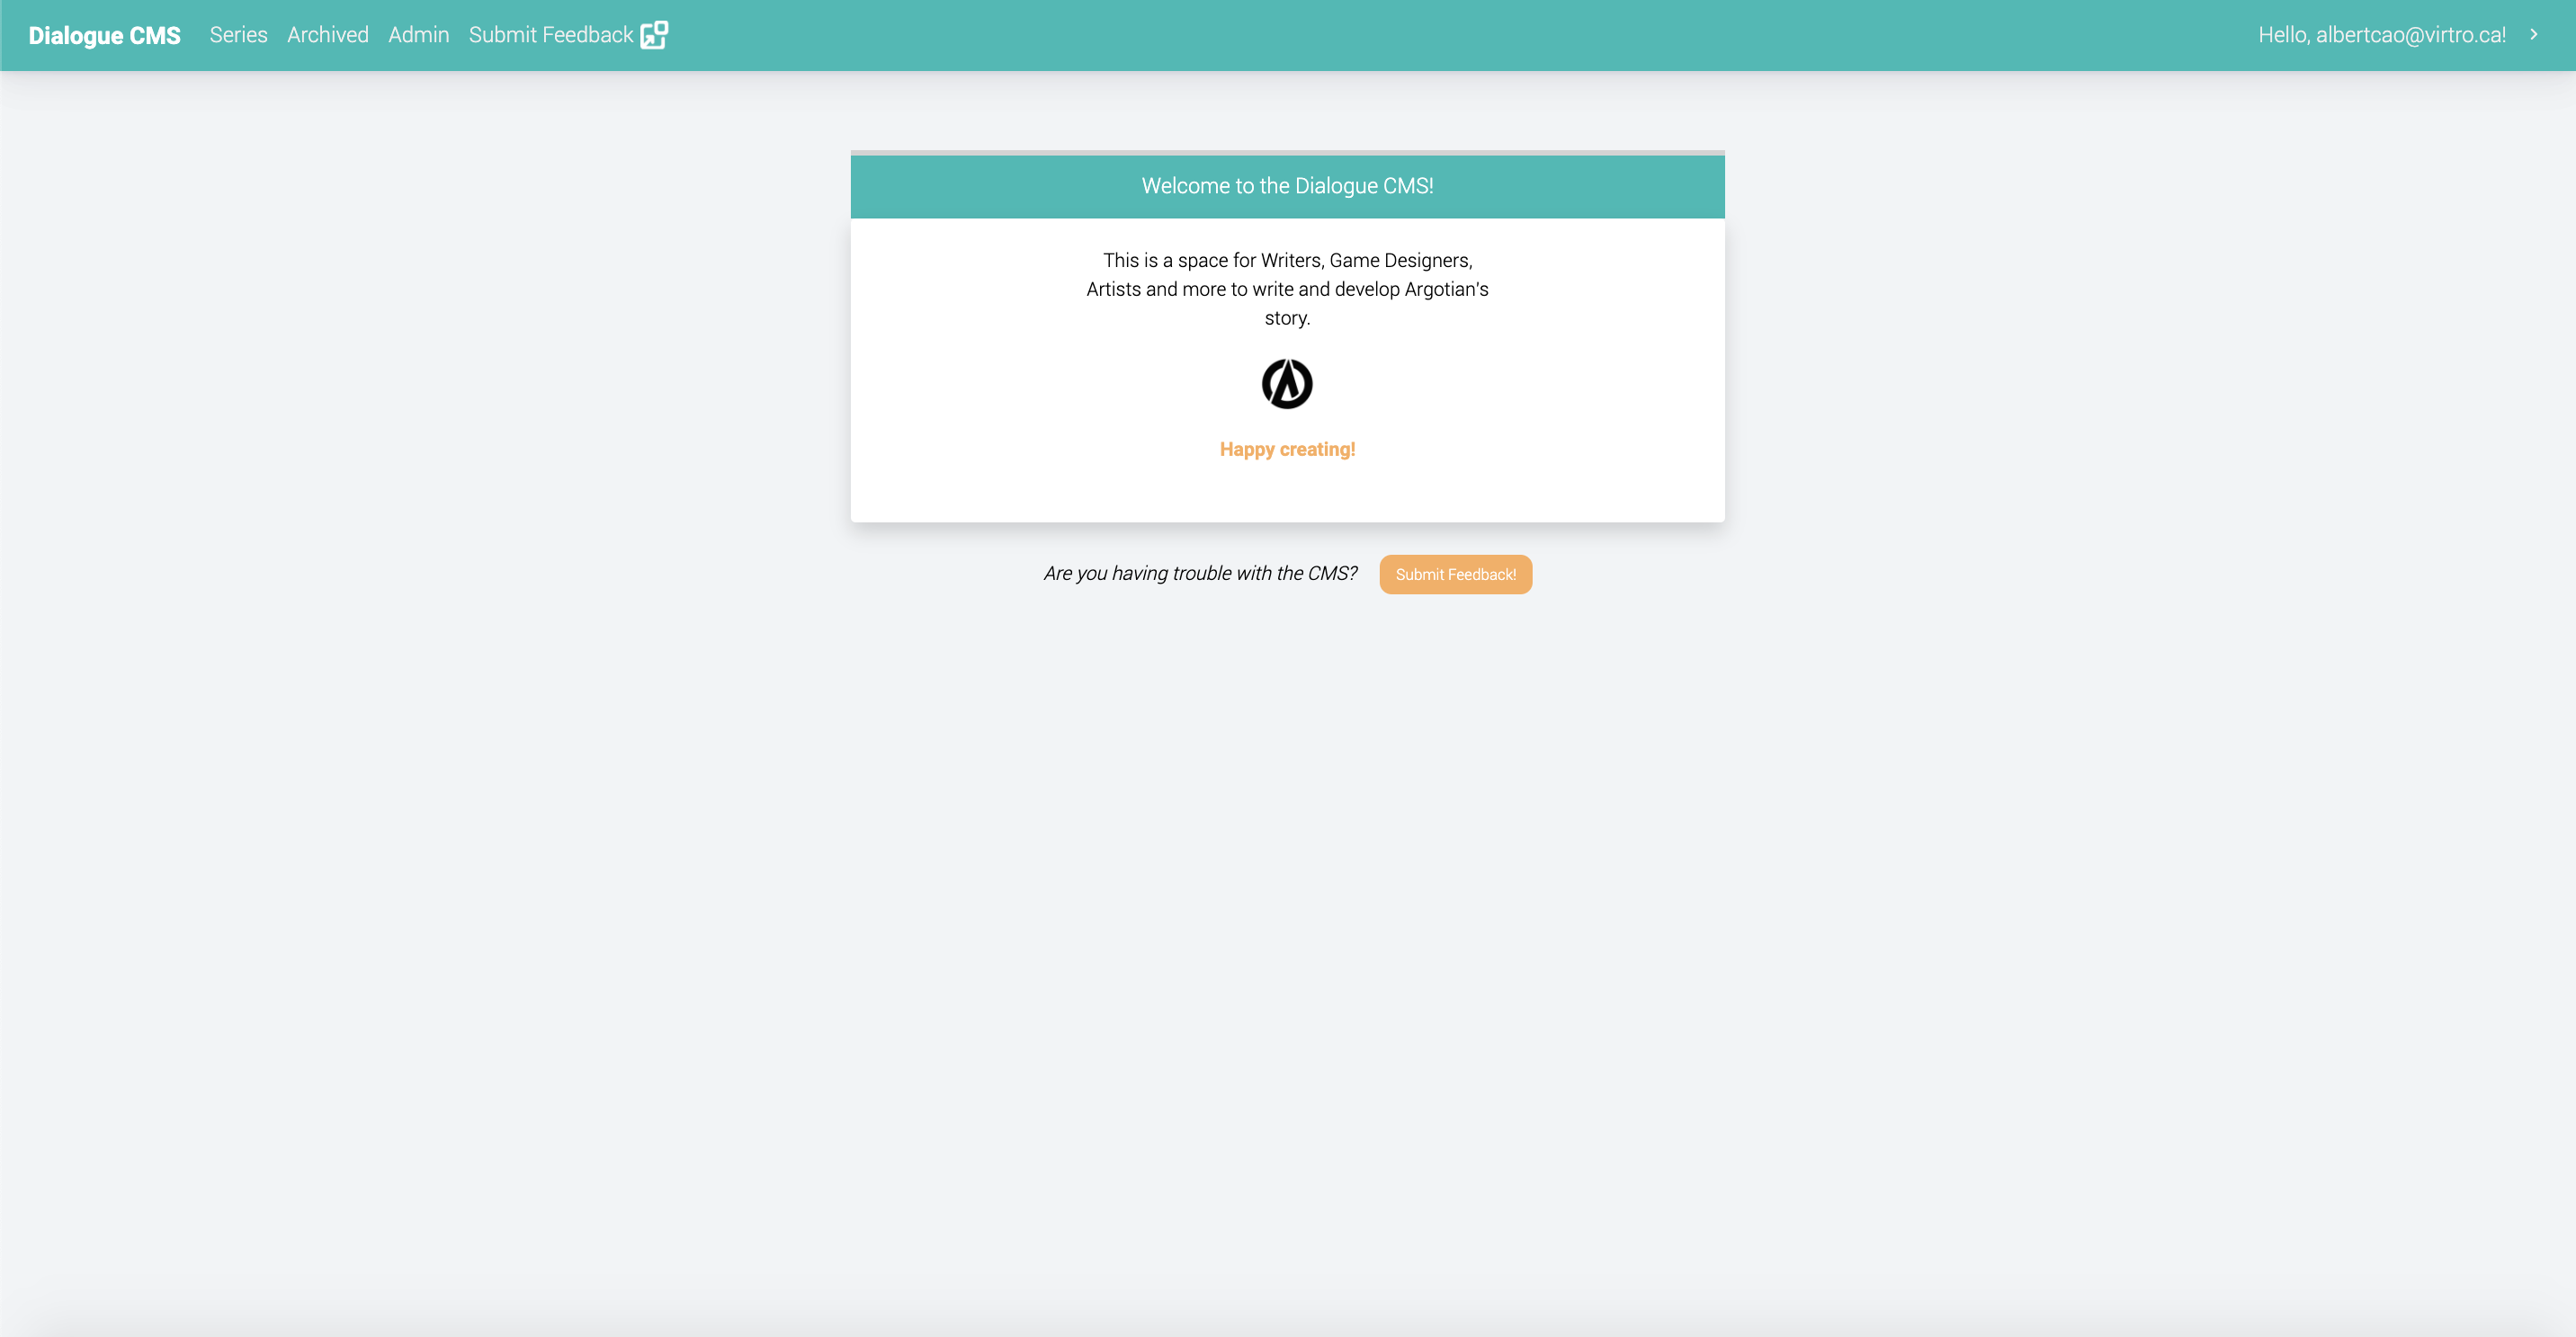 Dialogue CMS Series Archived Admin Submit Feedback Hello, albertcao@virtro.ca!
Welcome to the Dialogue CMS!
This is a space for Writers, Game Designers,
Artists and more to write and develop Argotian's
story.
Happy creating!
Are you having trouble with the CMS? Submit Feedback!